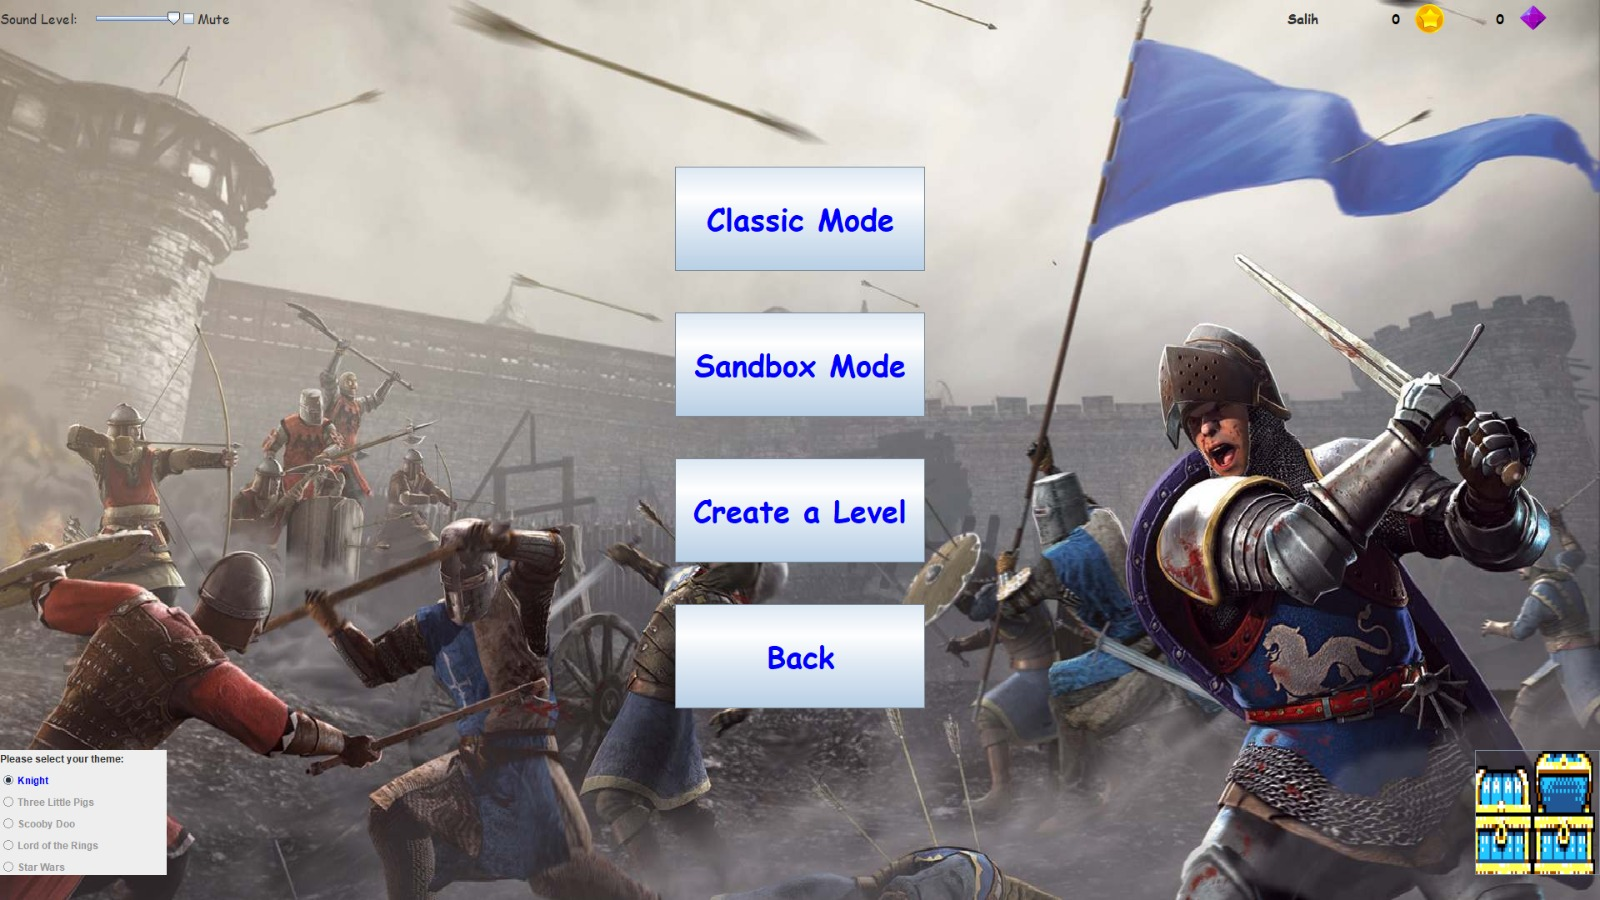 Sound Level:
Mute
Salih
0
0
Classic Mode
Sandbox Mode
Create a Level
Back
Please select your theme:
Knight
Three Little Pigs
Scooby Doo
Lord of the Rings
Star Wars